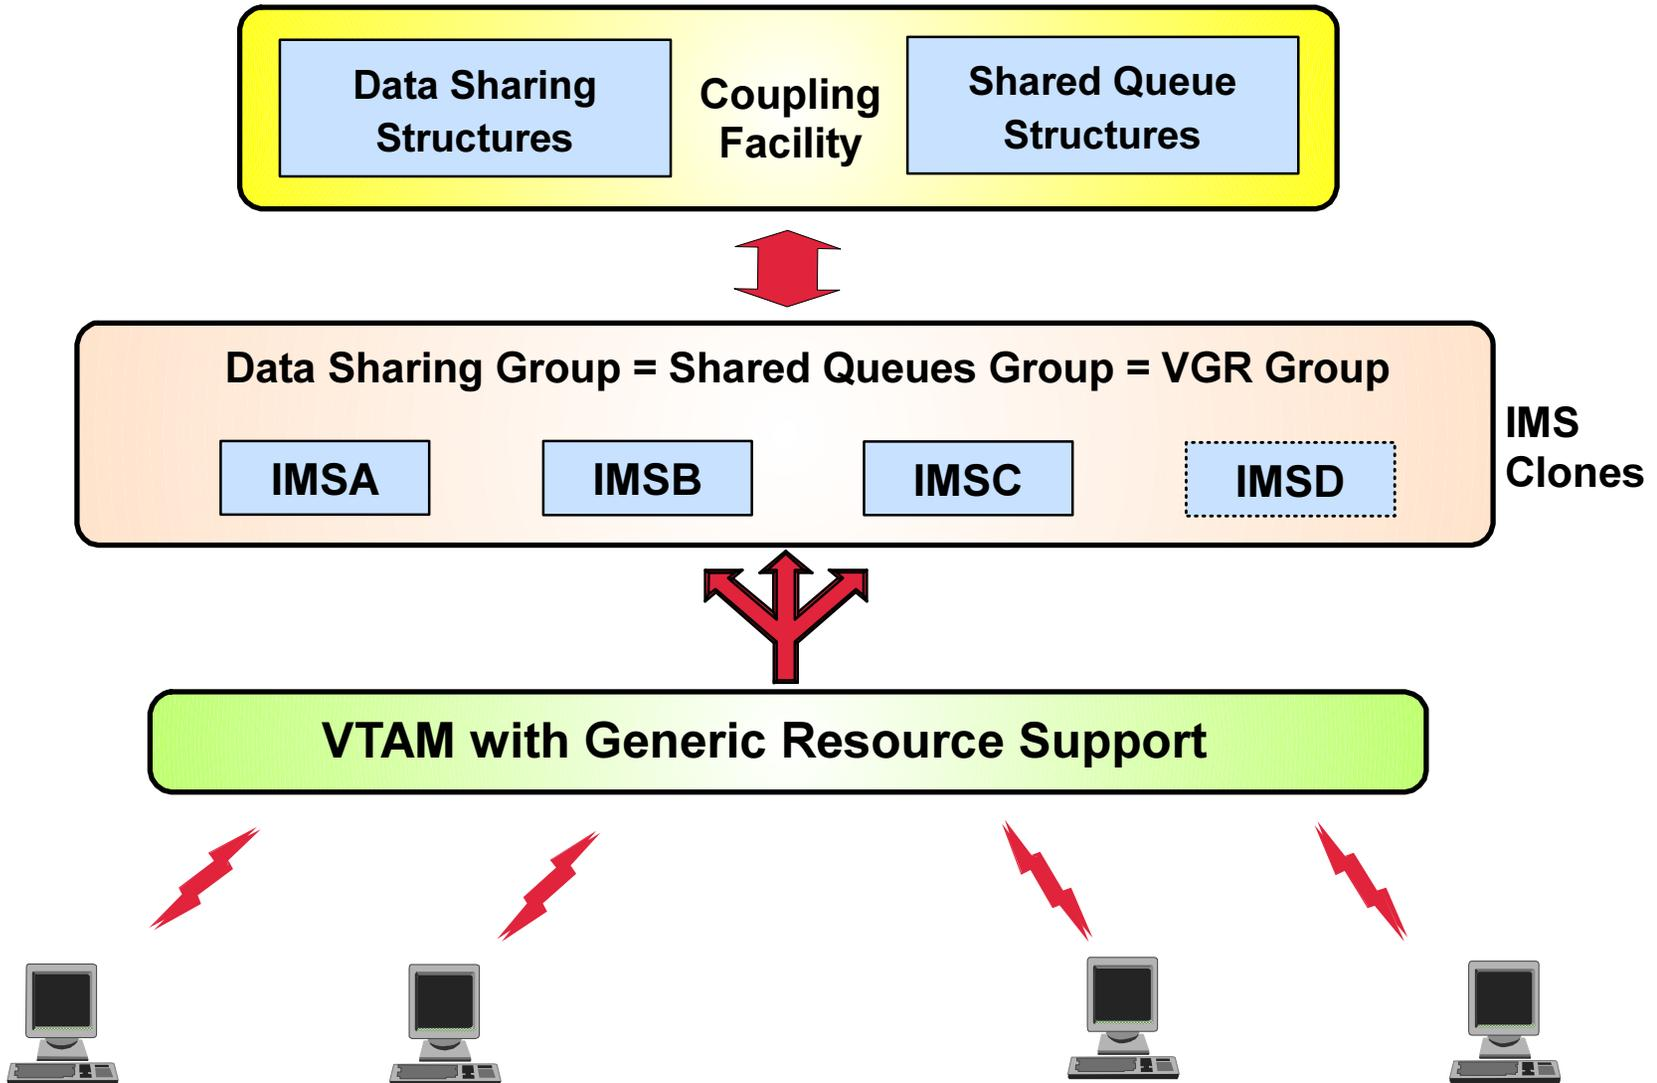 Data Sharing
Structures
Coupling
Facility
Shared Queue
Structures
Data Sharing Group = Shared Queues Group = VGR Group
IMSA
IMSB
IMSC
IMSD
IMS
Clones
VTAM with Generic Resource Support